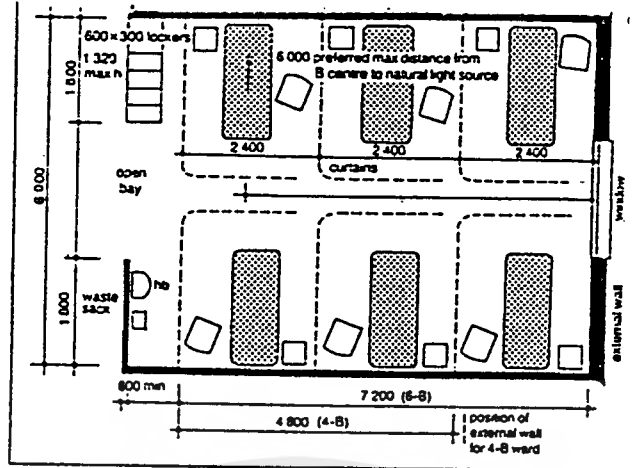 600 × 300 lockers
1 320
max h
6 000 preferred max distance from
B centre to natural light source
1 800
2 400
2 400
2 400
curtains
open
bay
6 000
window
hb
waste
sack
1 800
external wall
600 min
7 200 (6-B)
4 800 (4-B)
position of
external wall
for 4-B ward